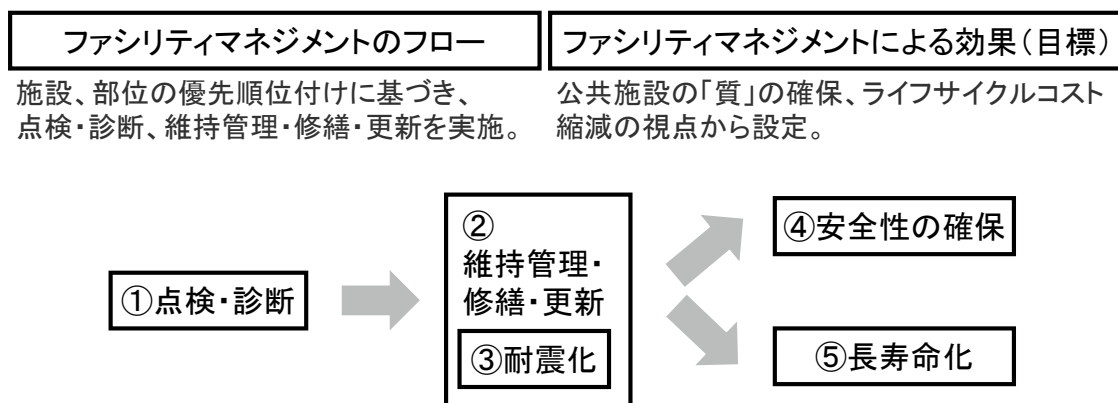 ファシリティマネジメントのフロー
ファシリティマネジメントによる効果(目標)
施設、部位の優先順位付けに基づき、
点検・診断、維持管理・修繕・更新を実施。
公共施設の「質」の確保、ライフサイクルコスト
縮減の視点から設定。
①点検・診断
②
維持管理・
修繕・更新
③耐震化
④安全性の確保
⑤長寿命化